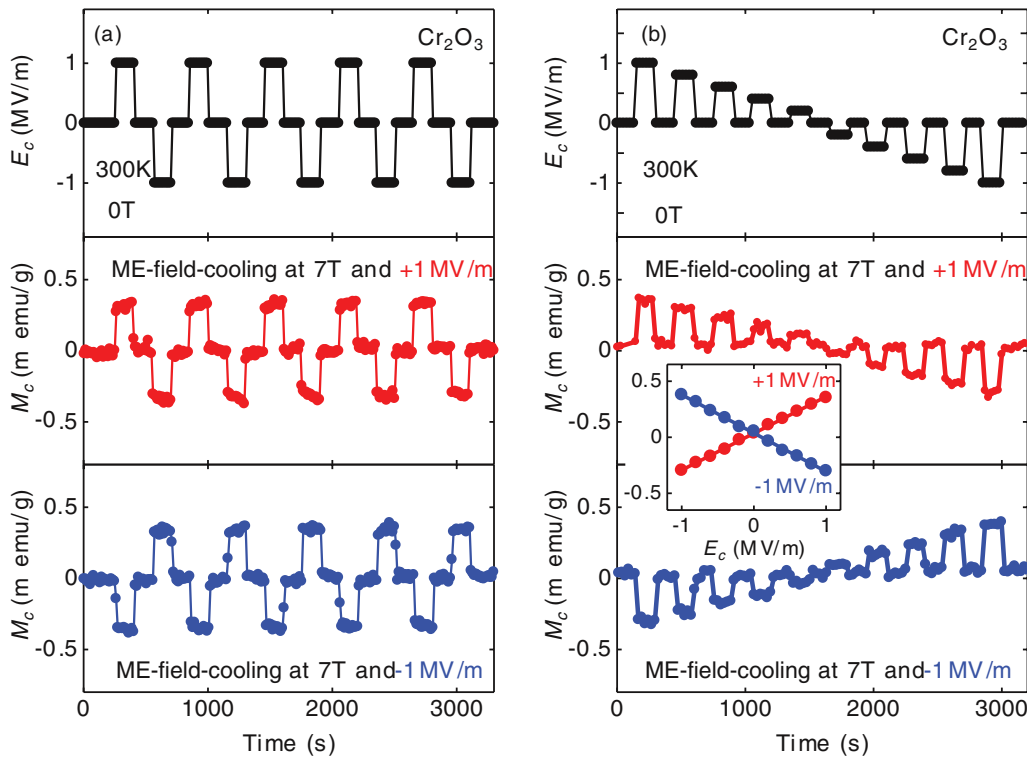 (a)
Cr2O3
1
0
-1
Ec (MV/m)
300K
0T
ME-field-cooling at 7T and +1 MV/m
0.5
0
-0.5
Mc (m emu/g)
0.5
0
-0.5
Mc (m emu/g)
ME-field-cooling at 7T and-1 MV/m
0 1000 2000 3000
Time (s)
(b)
Cr2O3
1
0
-1
Ec (MV/m)
300K
0T
ME-field-cooling at 7T and +1 MV/m
0.5
0
-0.5
Mc (m emu/g)
0.5
0
-0.5
+1 MV/m
-1 MV/m
-1 0 1
Ec (MV/m)
0.5
0
-0.5
Mc (m emu/g)
ME-field-cooling at 7T and-1 MV/m
0 1000 2000 3000
Time (s)